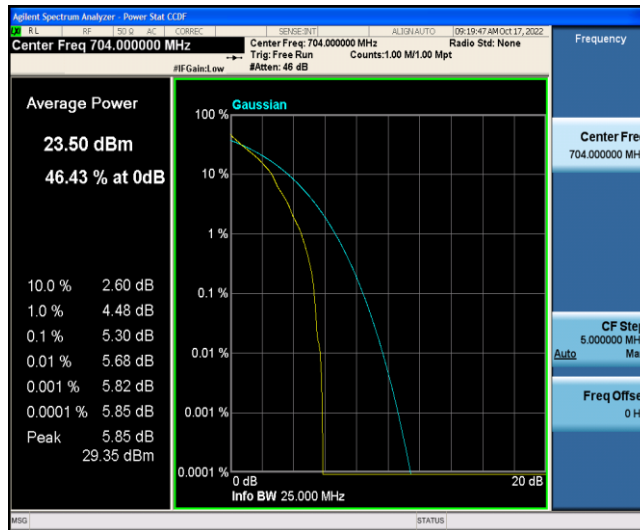 Agilent Spectrum Analyzer - Power Stat CCDF
RL RF 50 Ω AC CORREC SENSE:INT ALIGNAUTO 09:19:47 AM Oct 17, 2022
Center Freq 704.000000 MHz
Center Freq: 704.000000 MHz Radio Std: None
Trig: Free Run Counts:1.00 M/1.00 Mpt
#IFGain:Low #Atten: 46 dB
Frequency
Average Power
23.50 dBm
46.43 % at 0dB
10.0 % 2.60 dB
1.0 % 4.48 dB
0.1 % 5.30 dB
0.01 % 5.68 dB
0.001 % 5.82 dB
0.0001 % 5.85 dB
Peak 5.85 dB
29.35 dBm
Gaussian
100 %
10 %
1 %
0.1 %
0.01 %
0.001 %
0.0001 %
0 dB 20 dB
Info BW 25.000 MHz
Center Fre
704.000000 MH
CF Step
5.000000 MH
Auto Ma
Freq Offse
0 H
MSG STATUS